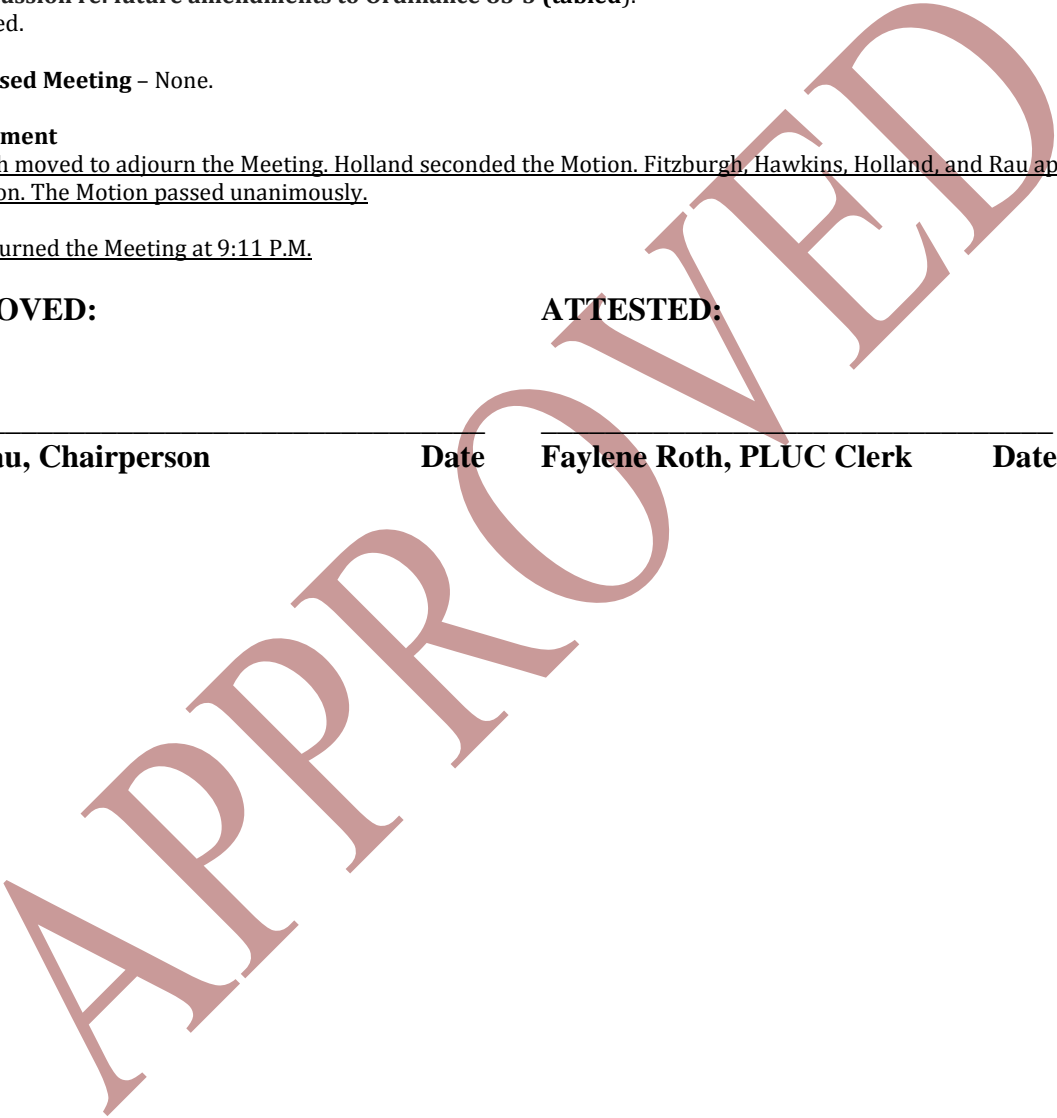 ussion re: future amendments to Ordinance 85-3 (tabled).
ed.
sed Meeting – None.
ment
h moved to adjourn the Meeting. Holland seconded the Motion. Fitzburgh, Hawkins, Holland, and Rau ap
on. The Motion passed unanimously.
urned the Meeting at 9:11 P.M.
OVED: ATTESTED:
au, Chairperson Date Faylene Roth, PLUC Clerk Date
APPROVED